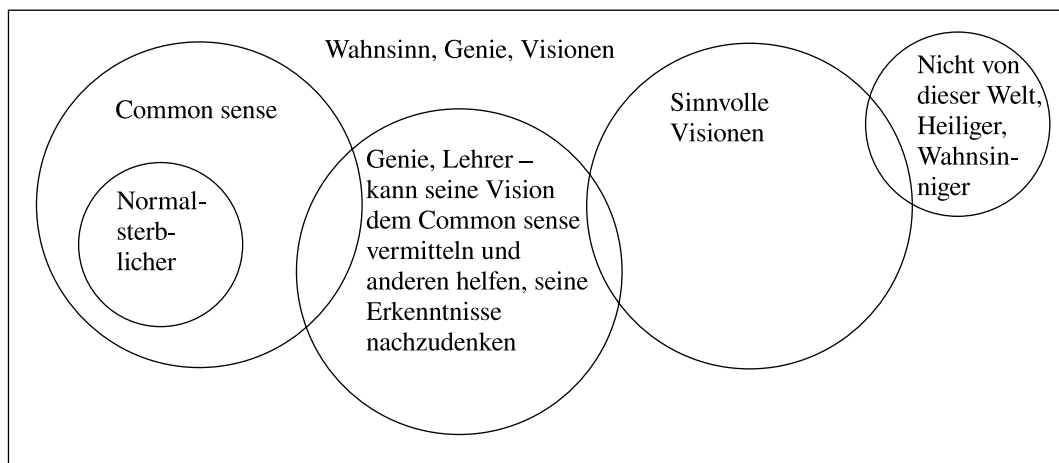 Wahnsinn, Genie, Visionen
Common sense
Normal-
sterb-
licher
Genie, Lehrer –
kann seine Vision
dem Common sense
vermitteln und
anderen helfen, seine
Erkenntnisse
nachzudenken
Sinnvolle
Visionen
Nicht von
dieser Welt,
Heiliger,
Wahnsin-
niger